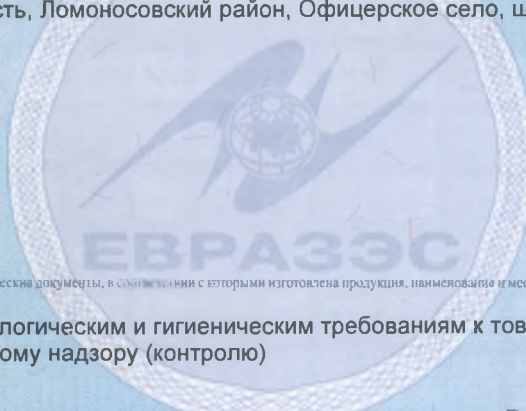 сть, Ломоносовский район, Офицерское село, ш
ЕВРАЗЭС
еские документы, в соответствии с которыми изготовлена продукция, наименование и мес
логическим и гигиеническим требованиям к тов
ому надзору (контролю)